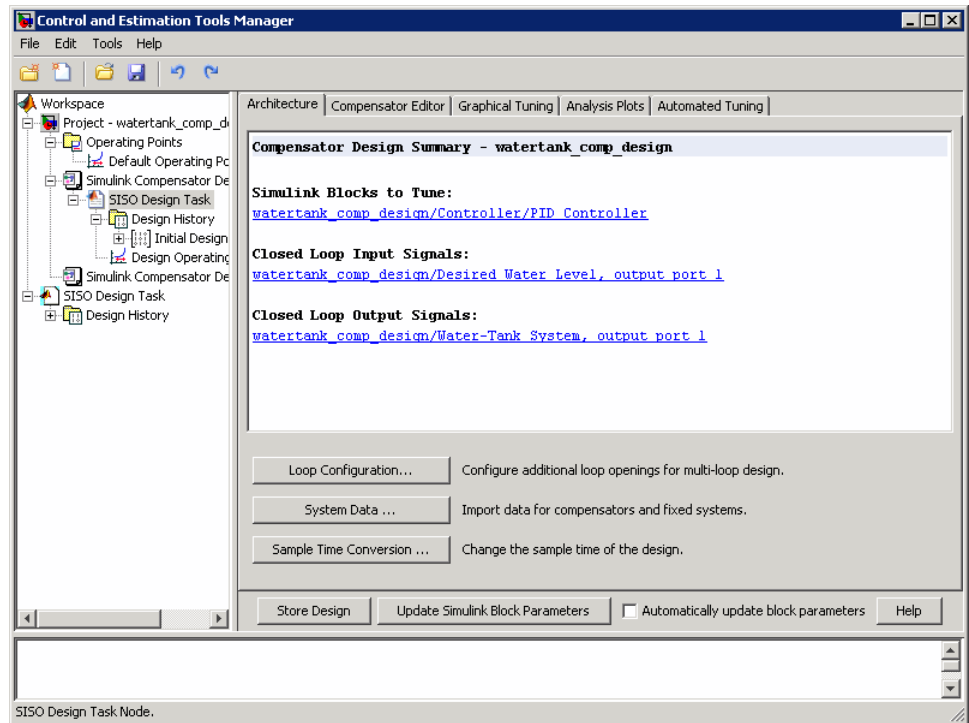 Control and Estimation Tools Manager
File Edit Tools Help
Workspace
Project - watertank_comp_d
Operating Points
Default Operating Po
Simulink Compensator De
SISO Design Task
Design History
Initial Design
Design Operating
Simulink Compensator De
SISO Design Task
Design History
Architecture Compensator Editor Graphical Tuning Analysis Plots Automated Tuning
Compensator Design Summary - watertank_comp_design
Simulink Blocks to Tune:
watertank_comp_design/Controller/PID Controller
Closed Loop Input Signals:
watertank_comp_design/Desired Water Level, output port 1
Closed Loop Output Signals:
watertank_comp_design/Water-Tank System, output port 1
Loop Configuration... Configure additional loop openings for multi-loop design.
System Data ... Import data for compensators and fixed systems.
Sample Time Conversion ... Change the sample time of the design.
Store Design Update Simulink Block Parameters Automatically update block parameters Help
SISO Design Task Node.